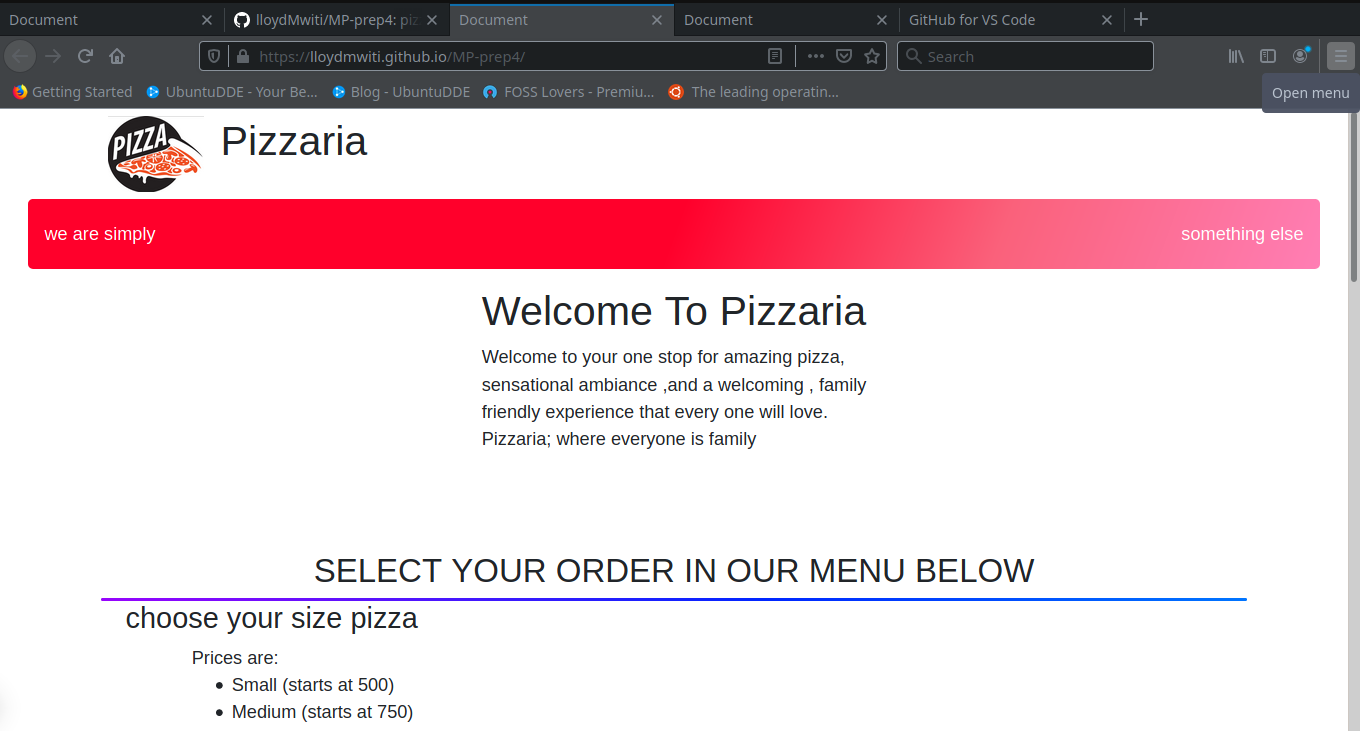 Document
lloydMwiti/MP-prep4: piz
Document
Document
GitHub for VS Code
https://lloydmwiti.github.io/MP-prep4/
Search
Getting Started
UbuntuDDE - Your Be...
Blog - UbuntuDDE
FOSS Lovers - Premiu...
The leading operatin...
Open menu
PIZZA
Pizzaria
we are simply
something else
Welcome To Pizzaria
Welcome to your one stop for amazing pizza,
sensational ambiance ,and a welcoming , family
friendly experience that every one will love.
Pizzaria; where everyone is family
SELECT YOUR ORDER IN OUR MENU BELOW
choose your size pizza
Prices are:
Small (starts at 500)
Medium (starts at 750)